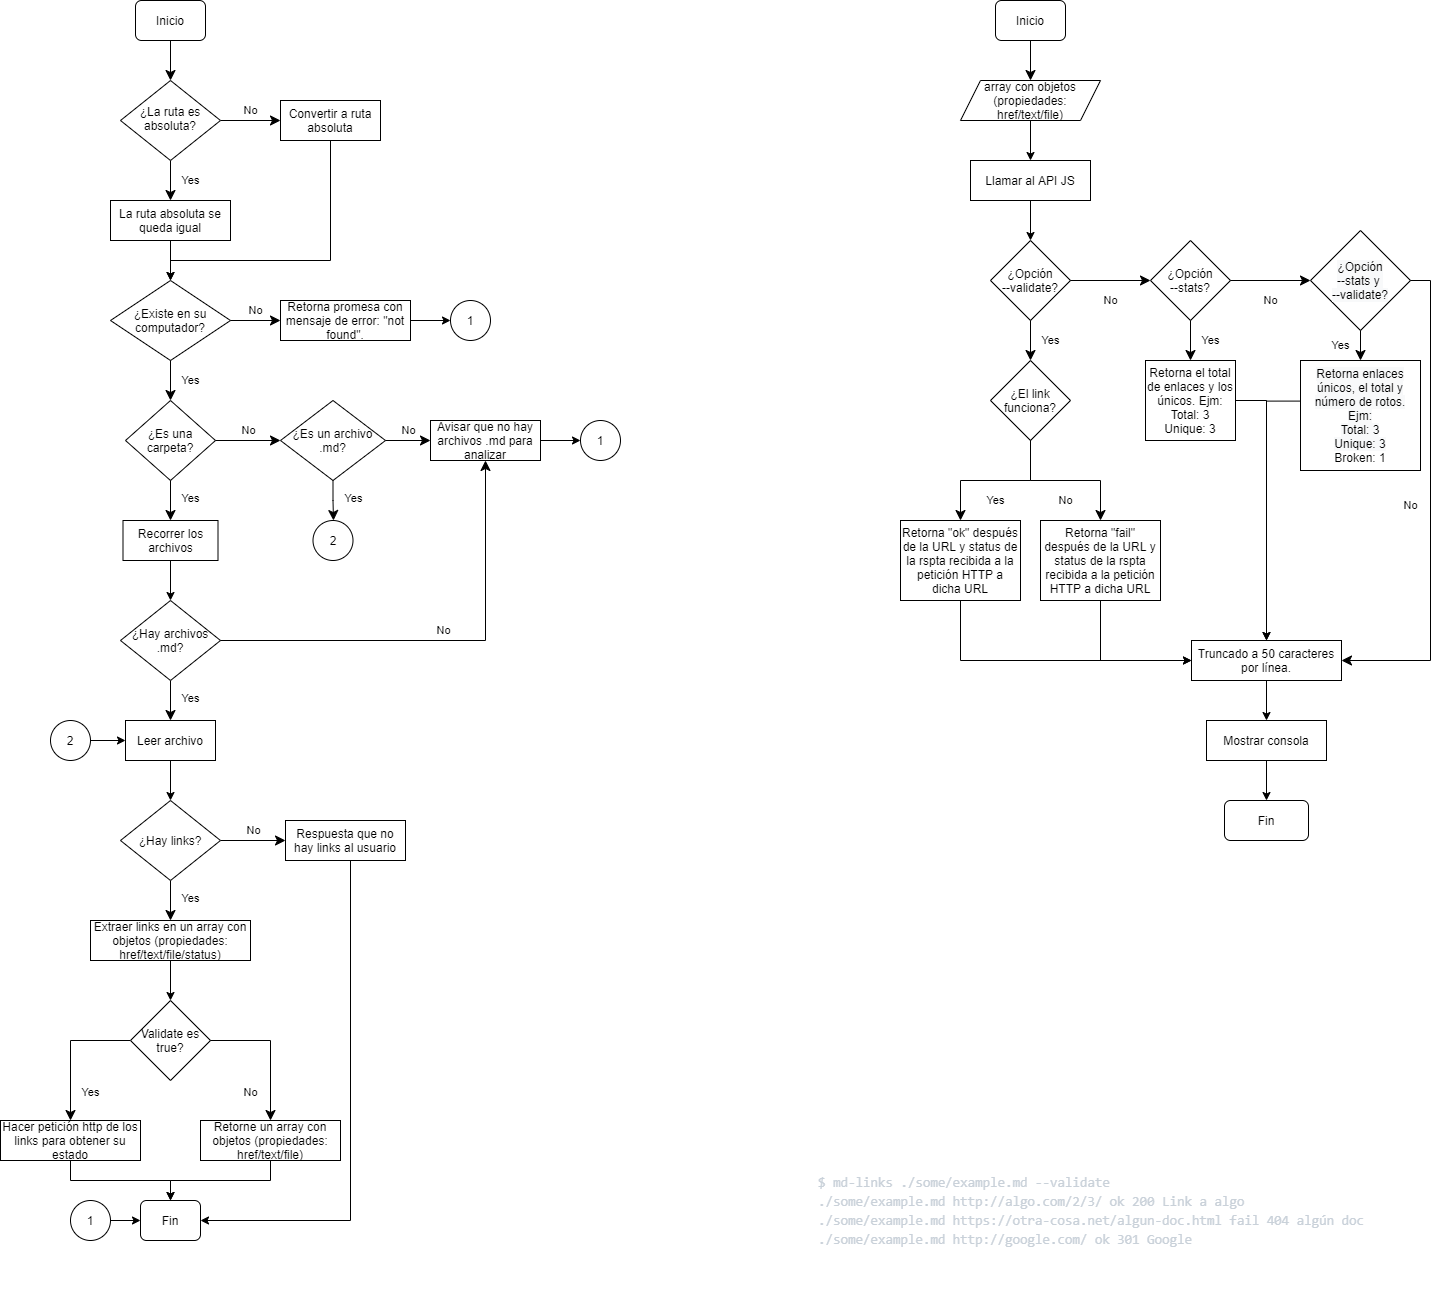 Inicio
¿La ruta es
absoluta?
No
Convertir a ruta
absoluta
Yes
La ruta absoluta se
queda igual
¿Existe en su
computador?
No
Retorna promesa con
mensaje de error: "not
found".
1
Yes
¿Es una
carpeta?
No
¿Es un archivo
.md?
No
Avisar que no hay
archivos .md para
analizar
1
Yes
Yes
2
Recorrer los
archivos
¿Hay archivos
.md?
No
Yes
2
Leer archivo
¿Hay links?
No
Respuesta que no
hay links al usuario
Yes
Extraer links en un array con
objetos (propiedades:
href/text/file/status)
Validate es
true?
Yes
No
Hacer petición http de los
links para obtener su
estado
Retorne un array con
objetos (propiedades:
href/text/file)
1
Fin
Inicio
array con objetos
(propiedades:
href/text/file)
Llamar al API JS
¿Opción
--validate?
No
¿Opción
--stats?
No
¿Opción
--stats y
--validate?
Yes
Yes
Yes
¿El link
funciona?
Retorna el total
de enlaces y los
únicos. Ejm:
Total: 3
Unique: 3
Retorna enlaces
únicos, el total y
número de rotos.
Ejm:
Total: 3
Unique: 3
Broken: 1
Yes
No
No
Retorna "ok" después
de la URL y status de
la rspta recibida a la
petición HTTP a
dicha URL
Retorna "fail"
después de la URL y
status de la rspta
recibida a la petición
HTTP a dicha URL
Truncado a 50 caracteres
por línea.
Mostrar consola
Fin
$ md-links ./some/example.md --validate
./some/example.md http://algo.com/2/3/ ok 200 Link a algo
./some/example.md https://otra-cosa.net/algun-doc.html fail 404 algún doc
./some/example.md http://google.com/ ok 301 Google